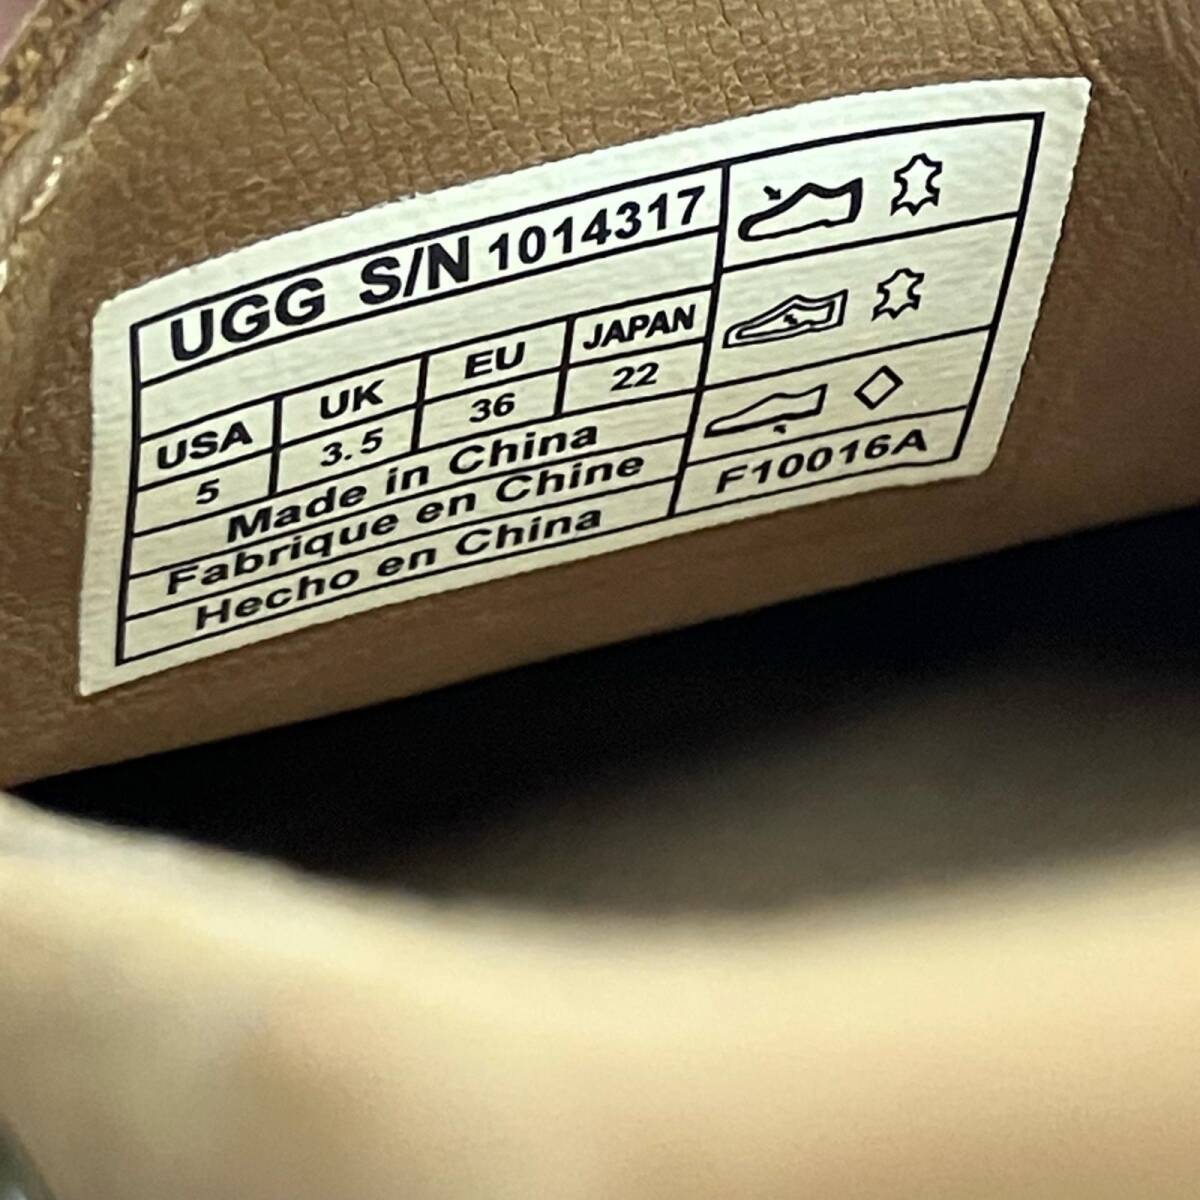 UGG S/N 1014317
USA UK EU JAPAN
5 3.5 36 22
Made in China
Fabrique en Chine
Hecho en China
F10016A